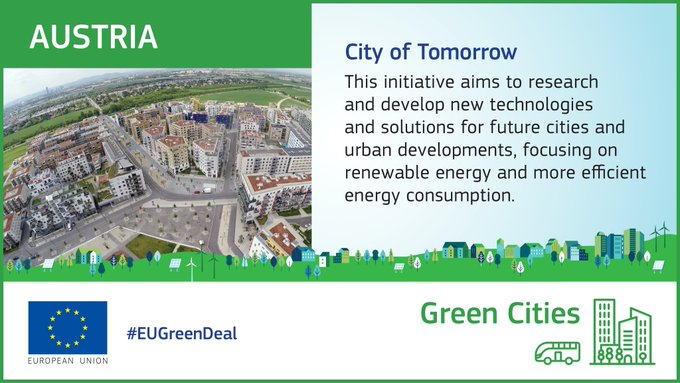 AUSTRIA
City of Tomorrow
This initiative aims to research
and develop new technologies
and solutions for future cities and
urban developments, focusing on
renewable energy and more efficient
energy consumption.
EUROPEAN UNION
#EUGreenDeal
Green Cities